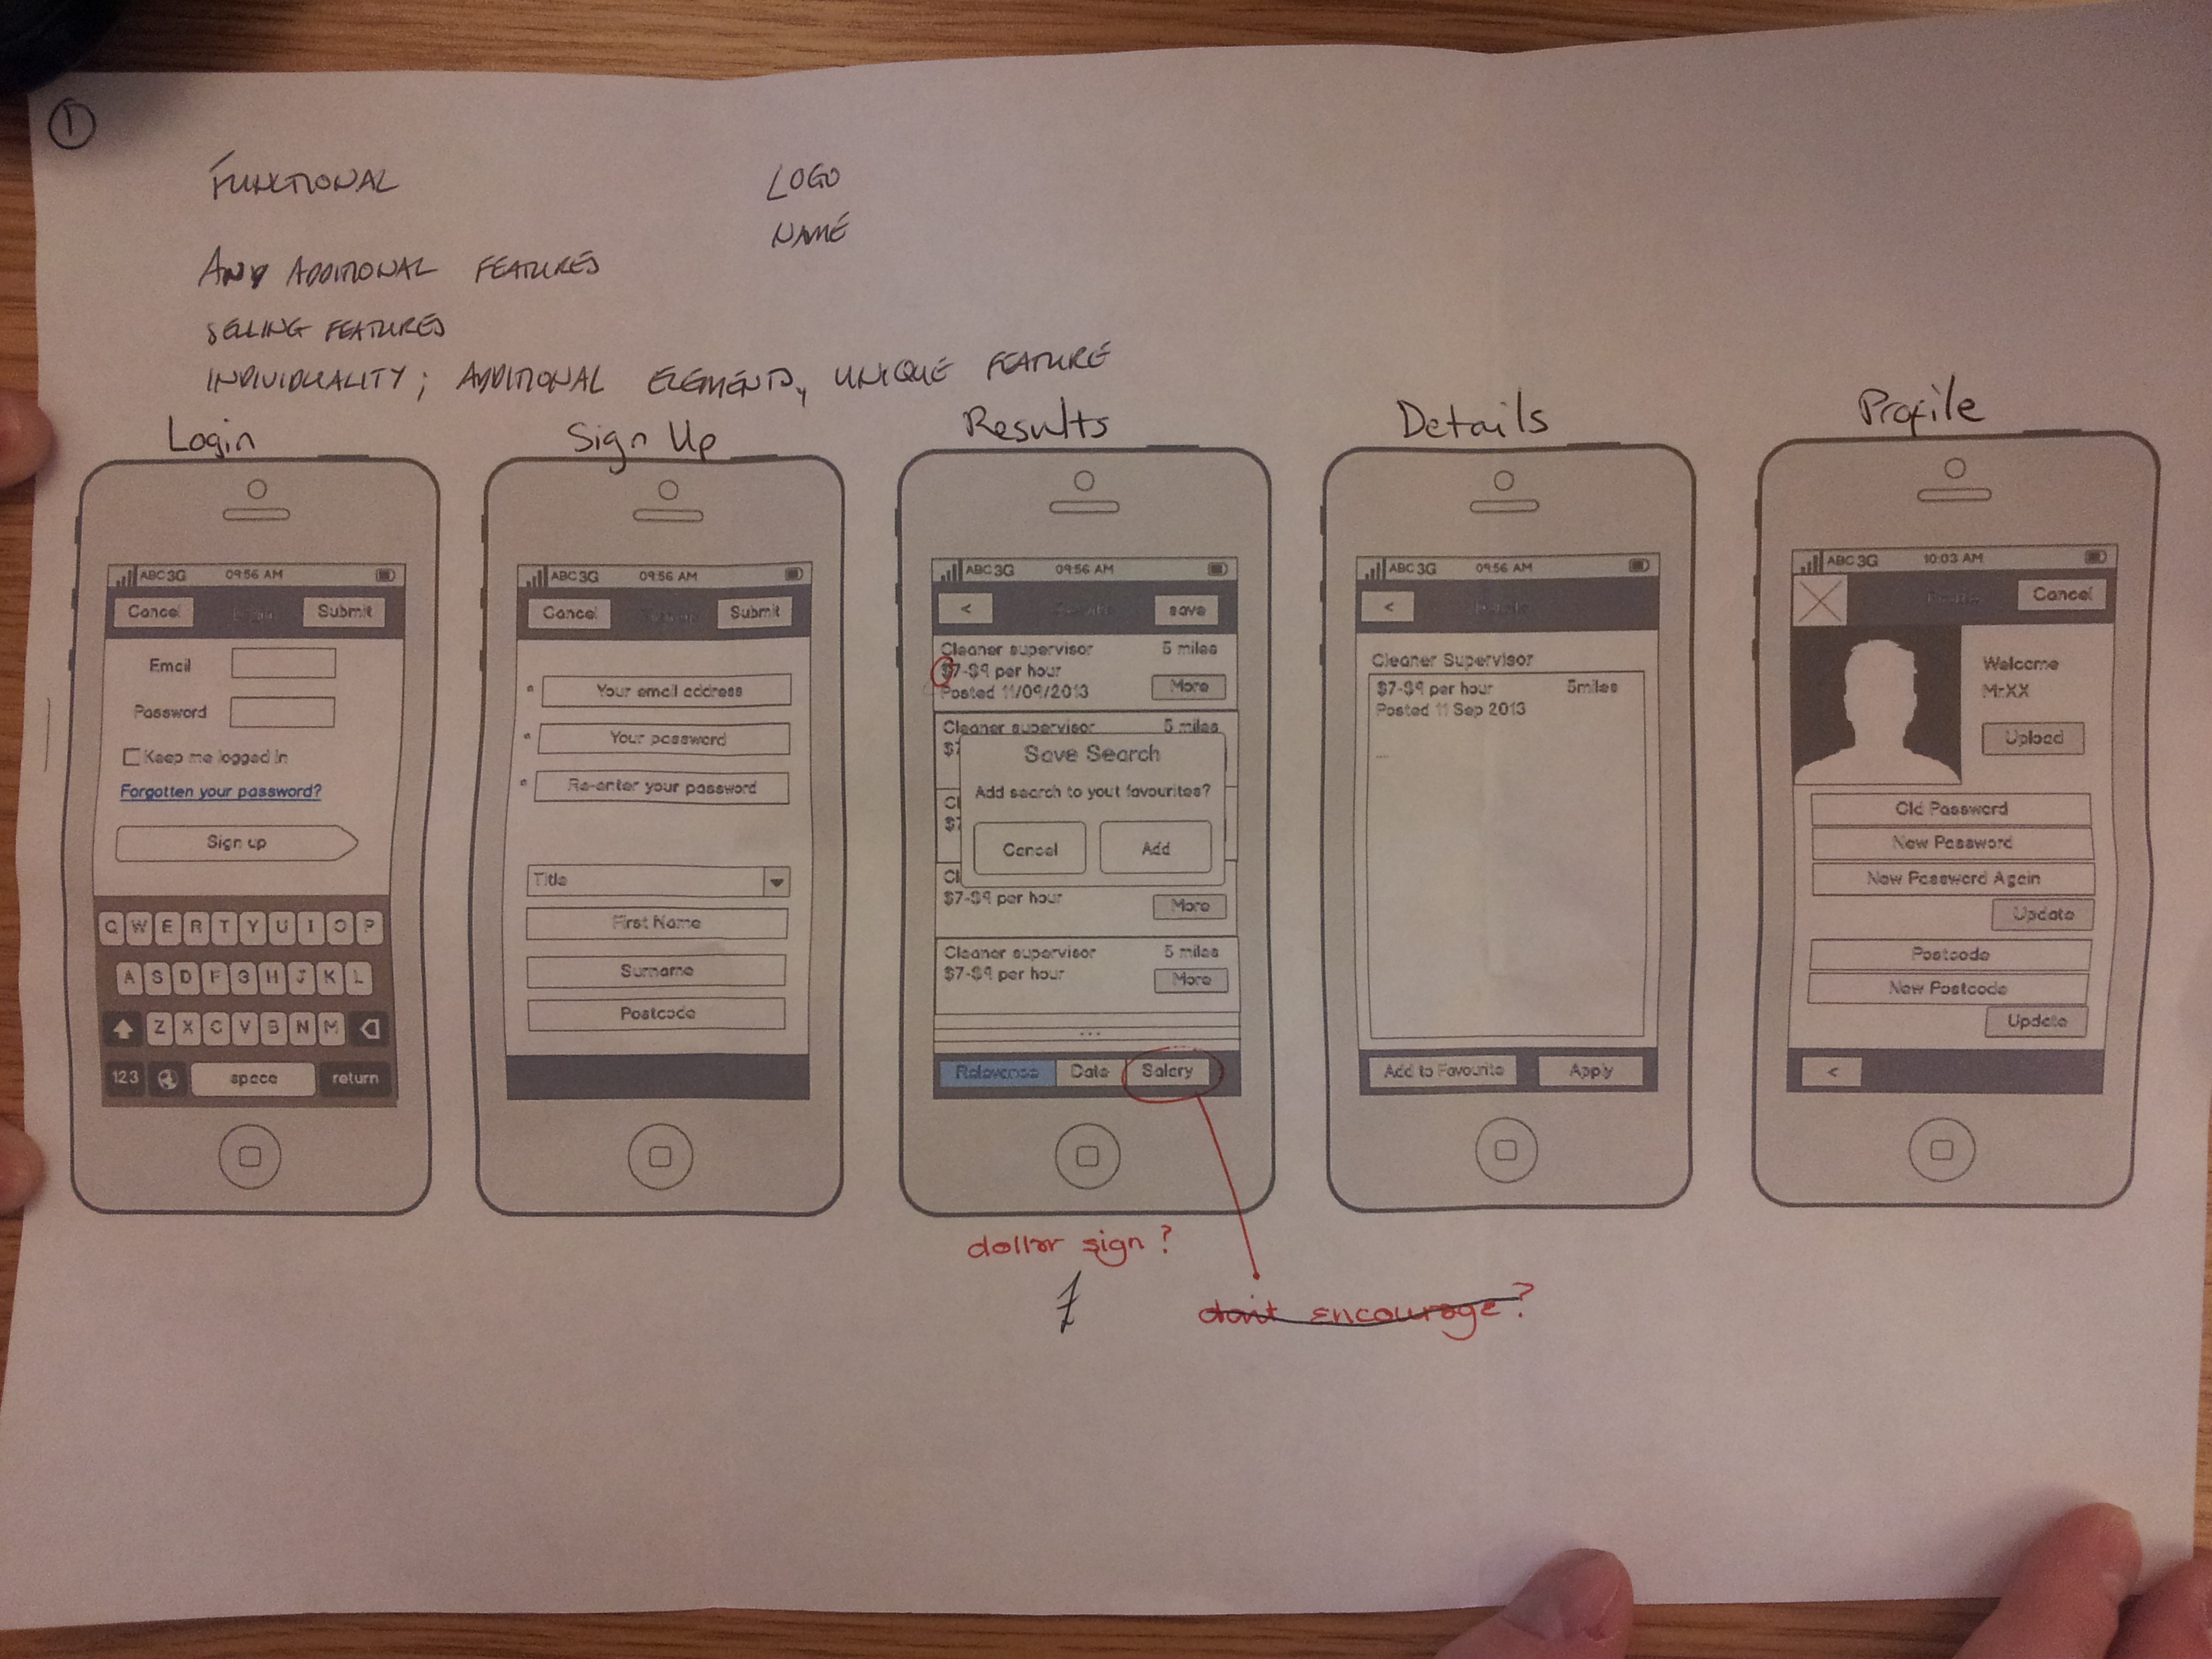 1
FUNCTIONAL
LOGO
NAME
ANY ADDITIONAL FEATURES
SELLING FEATURES
INDIVIDUALITY; ADDITIONAL ELEMENTS, UNIQUE FEATURE
Login
ABC 3G 09:56 AM
Cancel Submit
Email
Password
Keep me logged in
Forgotten your password?
Sign up
Q W E R T Y U I O P
A S D F G H J K L
Z X C V B N M
123 space return
Sign Up
ABC 3G 09:56 AM
Cancel Submit
* Your email address
* Your password
* Re-enter your password
Title
First Name
Surname
Postcode
Results
ABC 3G 09:56 AM
< save
Cleaner supervisor 5 miles
$7-$9 per hour
Posted 11/09/2013 More
Cleaner supervisor 5 miles
$7
Save Search
Add search to yout favourites?
Cancel Add
Cl
$7
Cl
$7-$9 per hour More
Cleaner supervisor 5 miles
$7-$9 per hour More
...
Relevance Date Salary
dollar sign?
£
don't encourage?
Details
ABC 3G 09:56 AM
<
Cleaner Supervisor
$7-$9 per hour 5miles
Posted 11 Sep 2013
...
Add to Favourite Apply
Profile
ABC 3G 10:03 AM
Profile Cancel
Welcome
Mr.XX
Upload
Old Password
New Password
New Password Again
Update
Postcode
New Postcode
Update
<